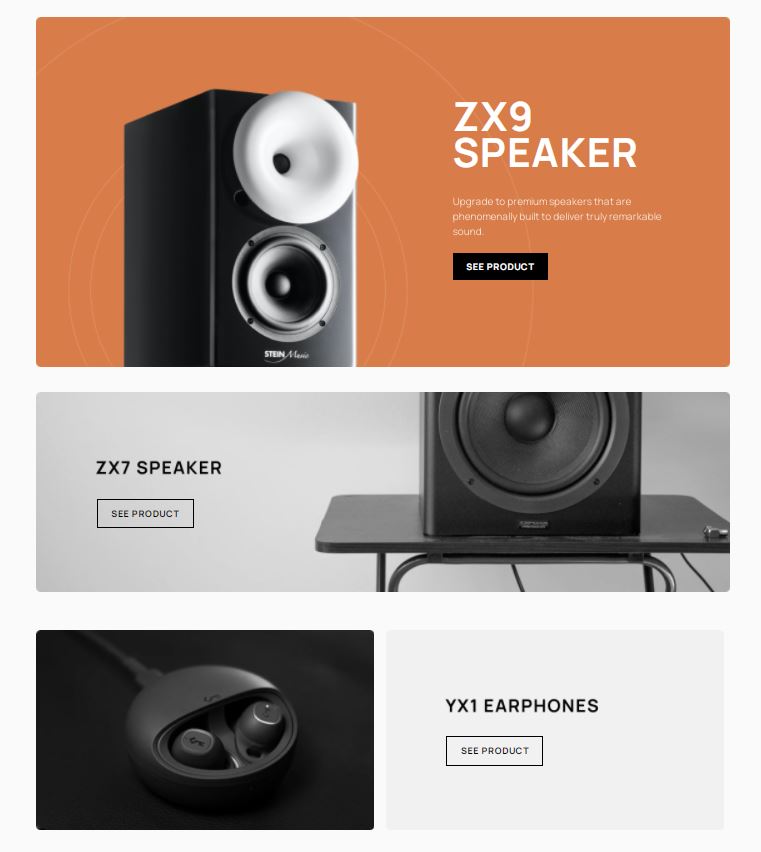 ZX9
SPEAKER
Upgrade to premium speakers that are
phenomenally built to deliver truly remarkable
sound.
SEE PRODUCT
STEIN Music
ZX7 SPEAKER
SEE PRODUCT
YX1 EARPHONES
SEE PRODUCT